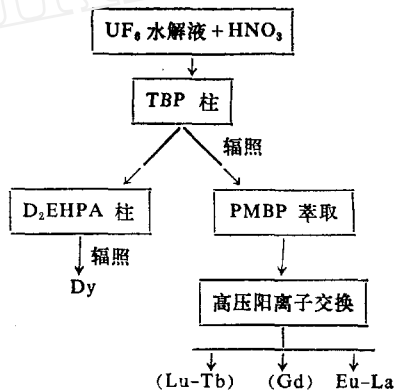 UF₆ 水解液＋HNO₃
TBP 柱
辐照
D₂EHPA 柱
PMBP 萃取
辐照
Dy
高压阳离子交换
(Lu-Tb) (Gd) Eu-La